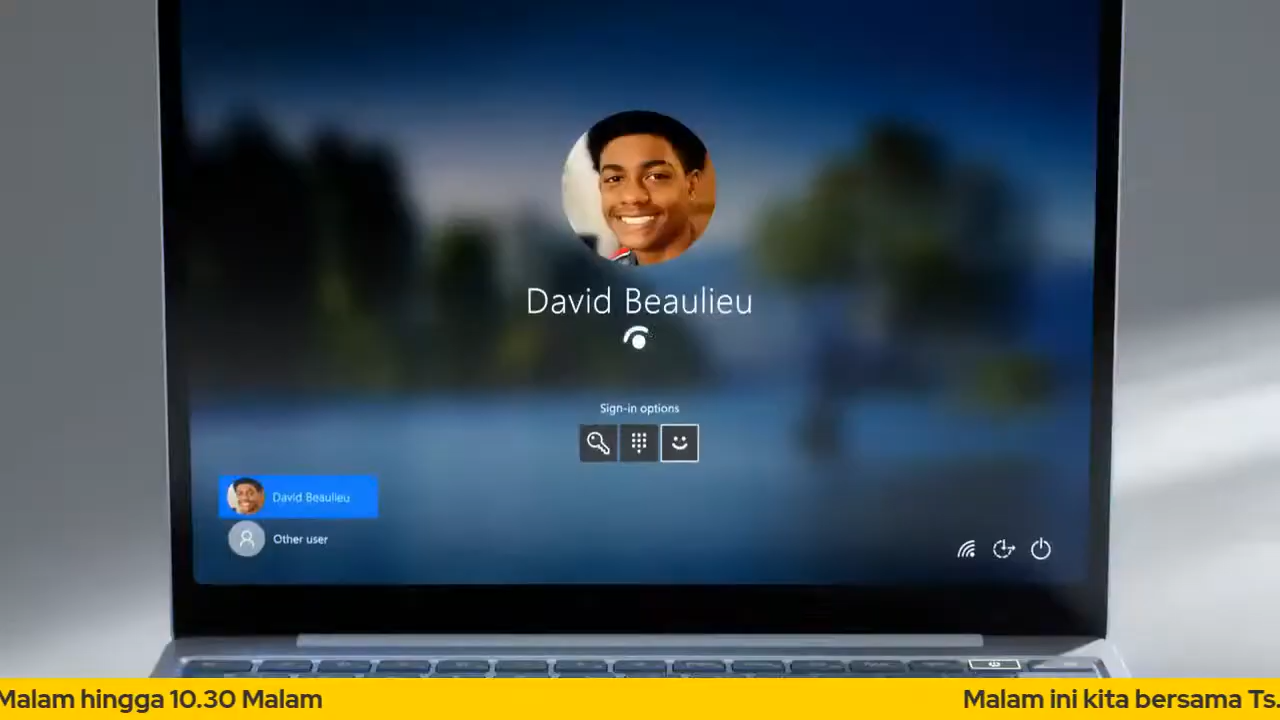 David Beaulieu
Sign-in options
David Beaulieu
Other user
Malam hingga 10.30 Malam
Malam ini kita bersama Ts.